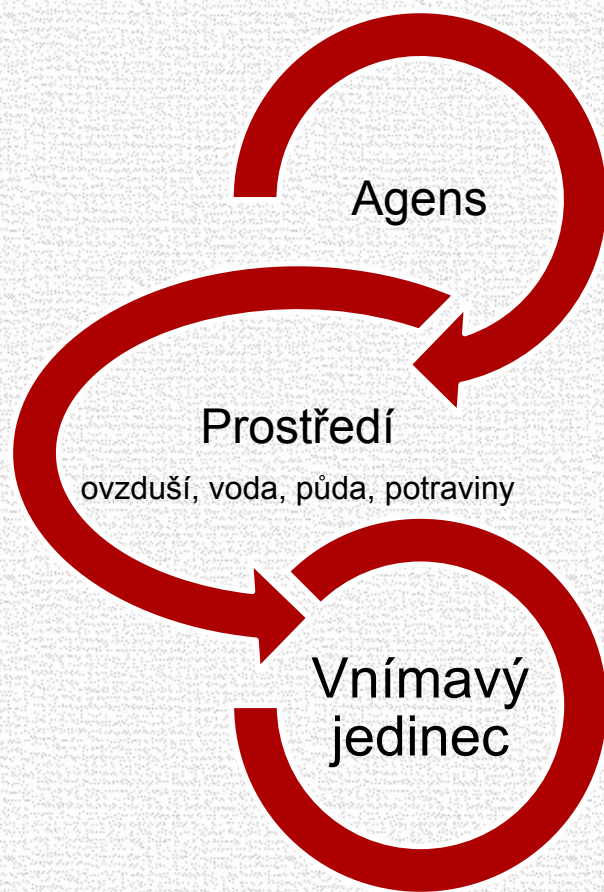 Agens
Prostředí
ovzduší, voda, půda, potraviny
Vnímavý
jedinec